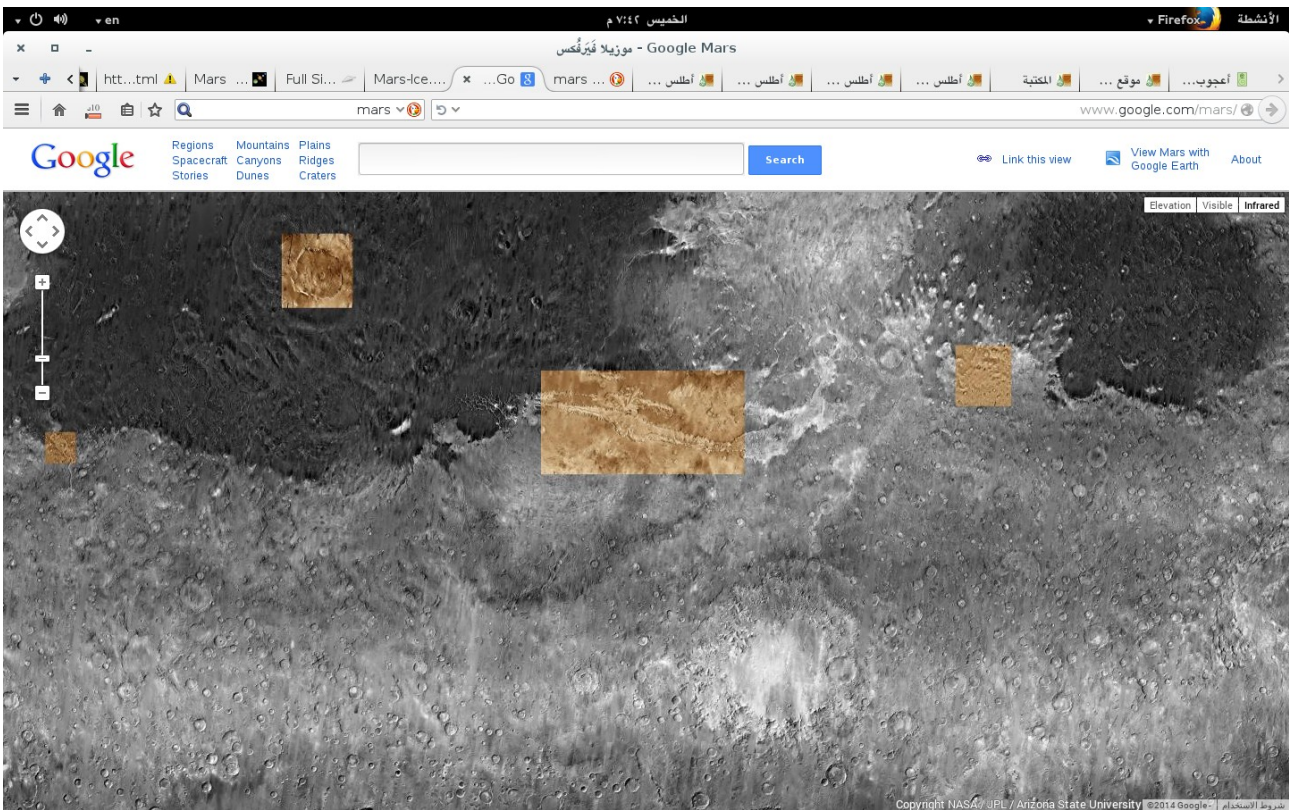 الأنشطة Firefox الخميس ٧:٤٢ م en
Google Mars - موزيلا فَيَرفُكس
أعجوب... موقع ... المكتبة أطلس ... أطلس ... أطلس ... أطلس ... mars ... Go... Mars-Ice.... Full Si... Mars ... htt...tml
www.google.com/mars/ mars
Google
Regions Mountains Plains
Spacecraft Canyons Ridges
Stories Dunes Craters
Search
Link this view
View Mars with
Google Earth
About
Elevation Visible Infrared
Copyright NASA / JPL / Arizona State University ©2014 Google - شروط الاستخدام